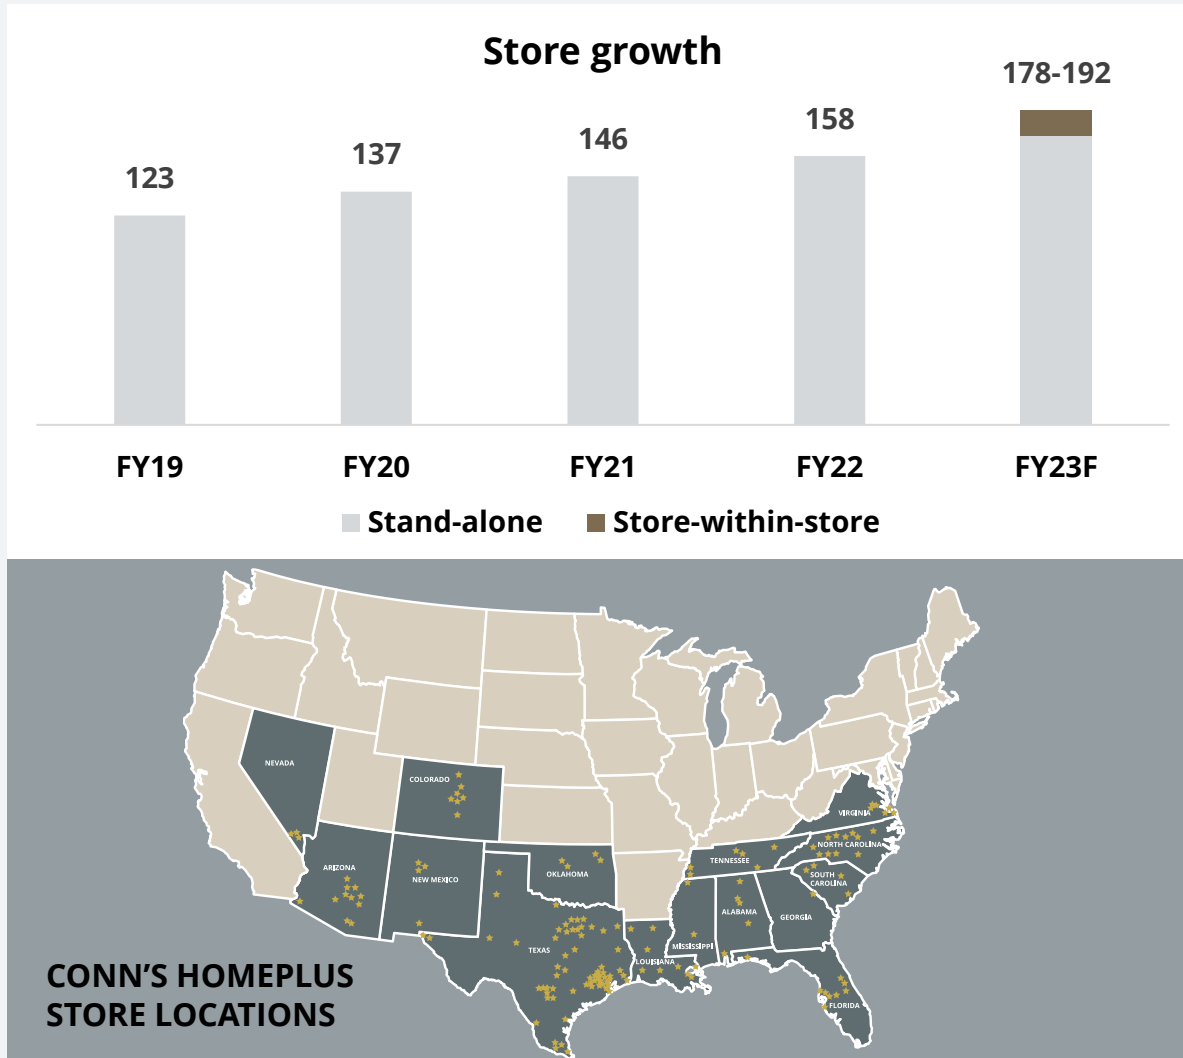 Store growth
178-192
158
146
137
123
FY19 FY20 FY21 FY22 FY23F
Stand-alone Store-within-store
NEVADA
COLORADO
VIRGINIA
NORTH CAROLINA
TENNESSEE
ARIZONA
OKLAHOMA
NEW MEXICO
SOUTH
CAROLINA
ALABAMA
GEORGIA
MISSISSIPPI
TEXAS
LOUISIANA
CONN’S HOMEPLUS
STORE LOCATIONS
FLORIDA